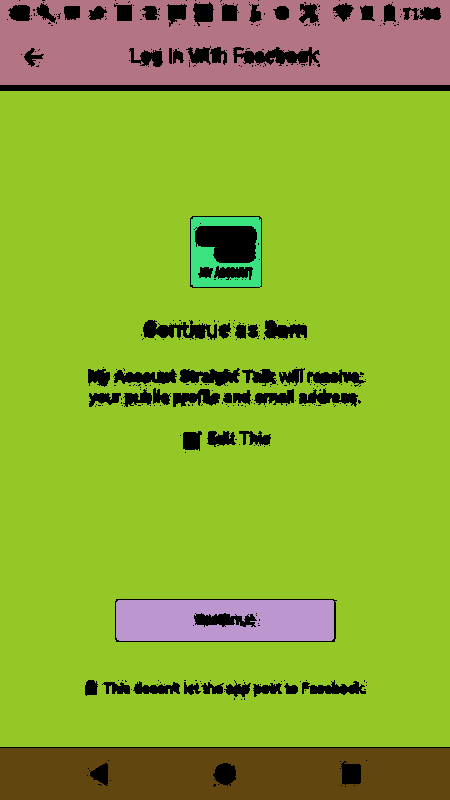 11:06
Log In With Facebook
MY ACCOUNT
Continue as Sam
My Account Straight Talk will receive:
your public profile and email address.
Edit This
Continue
This doesn't let the app post to Facebook.